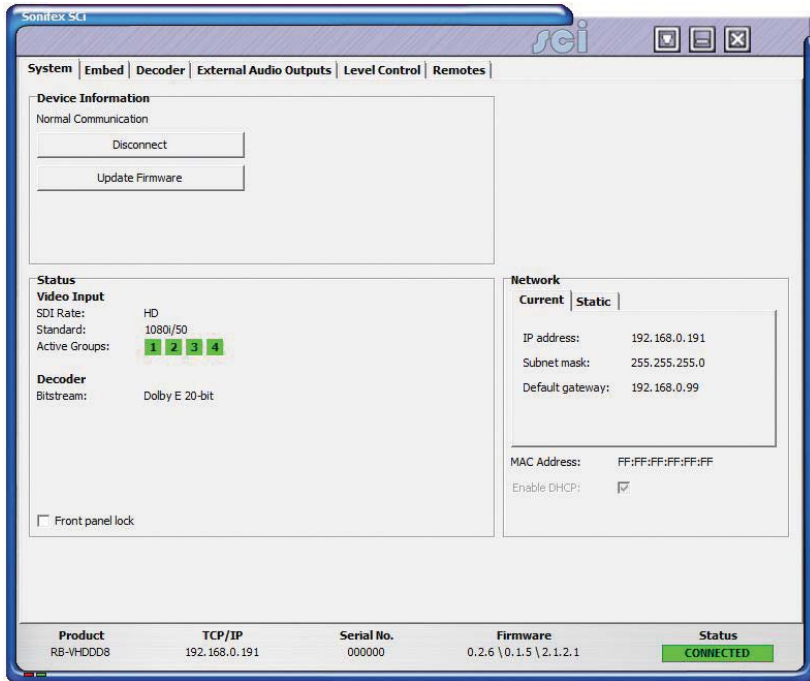 Sonifex SCi
sci
System Embed Decoder External Audio Outputs Level Control Remotes
Device Information
Normal Communication
Disconnect
Update Firmware
Status
Video Input
SDI Rate: HD
Standard: 1080i/50
Active Groups: 1 2 3 4
Decoder
Bitstream: Dolby E 20-bit
Front panel lock
Network
Current Static
IP address: 192.168.0.191
Subnet mask: 255.255.255.0
Default gateway: 192.168.0.99
MAC Address: FF:FF:FF:FF:FF:FF
Enable DHCP:
Product TCP/IP Serial No. Firmware Status
RB-VHDDD8 192.168.0.191 000000 0.2.6 \ 0.1.5 \ 2.1.2.1 CONNECTED